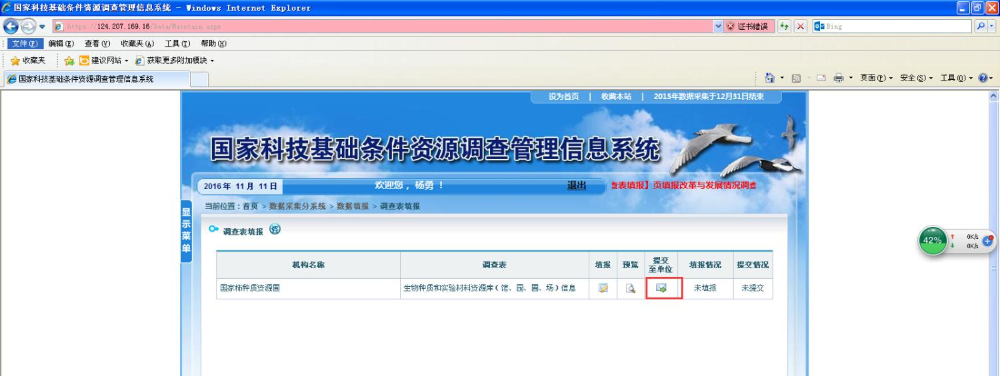 国家科技基础条件资源调查管理信息系统 - Windows Internet Explorer
https://124.207.169.16/Data/Maintain.aspx 证书错误 Bing
文件(F) 编辑(E) 查看(V) 收藏夹(A) 工具(T) 帮助(H)
收藏夹 建议网站 获取更多附加模块
国家科技基础条件资源调查管理信息系统 页面(P) 安全(S) 工具(O)
设为首页 | 收藏本站 | 2015年数据采集于12月31日结束
国家科技基础条件资源调查管理信息系统
2016 年 11 月 11 日 欢迎您，杨勇 ！ 退出 查表填报】页填报改革与发展情况调查
当前位置：首页 > 数据采集分系统 > 数据填报 > 调查表填报
显示菜单
调查表填报 咨
机构名称 调查表 填报 预览 提交至单位 填报情况 提交情况
国家柿种质资源圃 生物种质和实验材料资源库（馆、园、圃、场）信息 未填报 未提交
42% 0K/s
0K/s